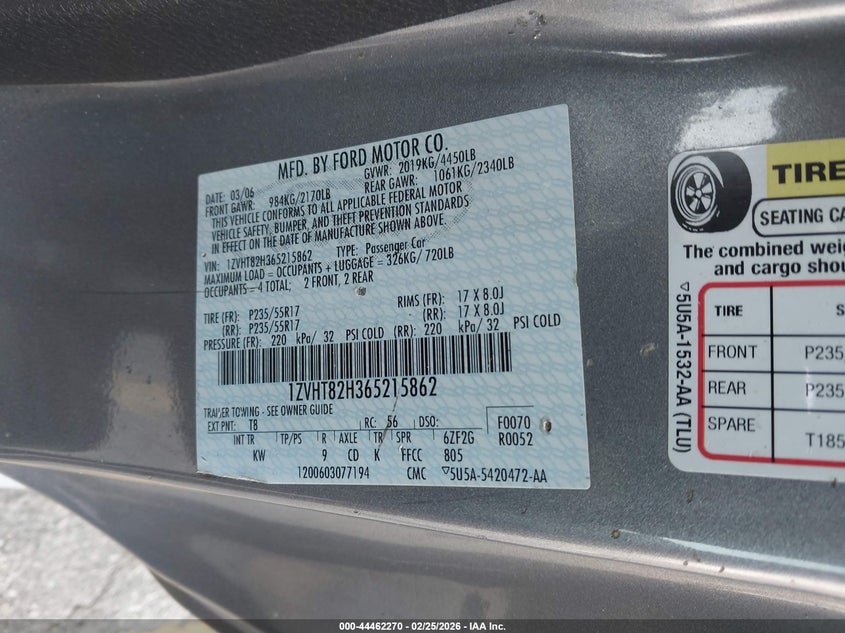 MFD. BY FORD MOTOR CO.
DATE: 03/06 GVWR: 2019KG/4450LB
FRONT GAWR: 984KG/2170LB REAR GAWR: 1061KG/2340LB
THIS VEHICLE CONFORMS TO ALL APPLICABLE FEDERAL MOTOR
VEHICLE SAFETY, BUMPER, AND THEFT PREVENTION STANDARDS
IN EFFECT ON THE DATE OF MANUFACTURE SHOWN ABOVE.
VIN: 1ZVHT82H365215862 TYPE: Passenger Car
MAXIMUM LOAD = OCCUPANTS + LUGGAGE = 326KG/ 720LB
OCCUPANTS = 4 TOTAL; 2 FRONT, 2 REAR
TIRE (FR): P235/55R17 RIMS (FR): 17 X 8.0J
(RR): P235/55R17 (RR): 17 X 8.0J
PRESSURE (FR): 220 kPa/ 32 PSI COLD (RR): 220 kPa/ 32 PSI COLD
1ZVHT82H365215862
TRAILER TOWING - SEE OWNER GUIDE
EXT PNT: T8 RC: 56 DSO: F0070
INT TR TP/PS R AXLE TR SPR 6ZF2G R0052
KW 9 CD K FFCC 805
1200603077194 CMC ▽5U5A-5420472-AA
TIRE
SEATING CA
The combined weig
and cargo shou
▽5U5A-1532-AA (TLU)
TIRE S
FRONT P235
REAR P235
SPARE T185
000-44462270 - 02/25/2026 - IAA Inc.